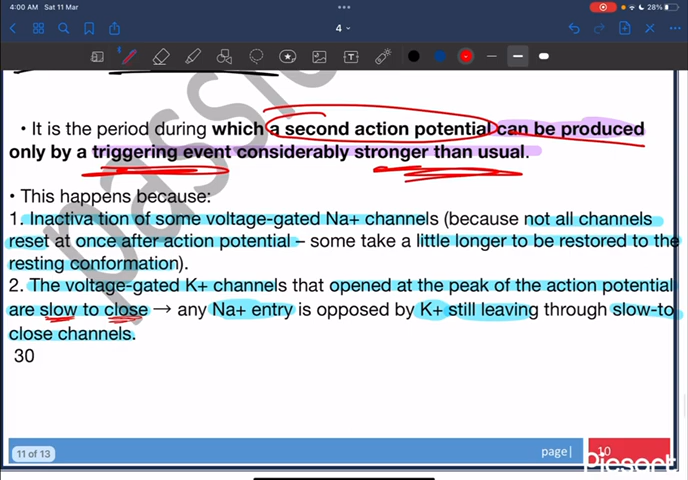 4:00 AM Sat 11 Mar
28%
4
• It is the period during which a second action potential can be produced
only by a triggering event considerably stronger than usual.
• This happens because:
1. Inactivation of some voltage-gated Na+ channels (because not all channels
reset at once after action potential – some take a little longer to be restored to the
resting conformation).
2. The voltage-gated K+ channels that opened at the peak of the action potential
are slow to close → any Na+ entry is opposed by K+ still leaving through slow-to
close channels.
30
11 of 13
page| 10
Picsart